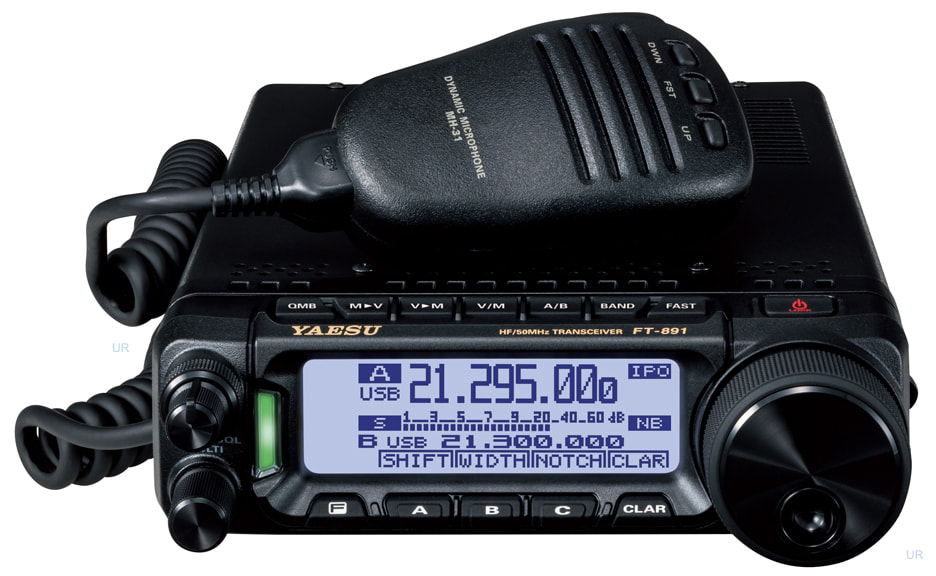 DWN
FST
UP
DYNAMIC MICROPHONE
MH-31
QMB M►V V►M V/M A/B BAND FAST
LOCK
YAESU HF/50MHz TRANSCEIVER FT-891
A 21.295.000 IPO
USB
S 1 3 5 7 9 20 40 60 dB NB
B USB 21.300.000
SHIFT WIDTH NOTCH CLAR
SQL
F A B C CLAR
UR
UR